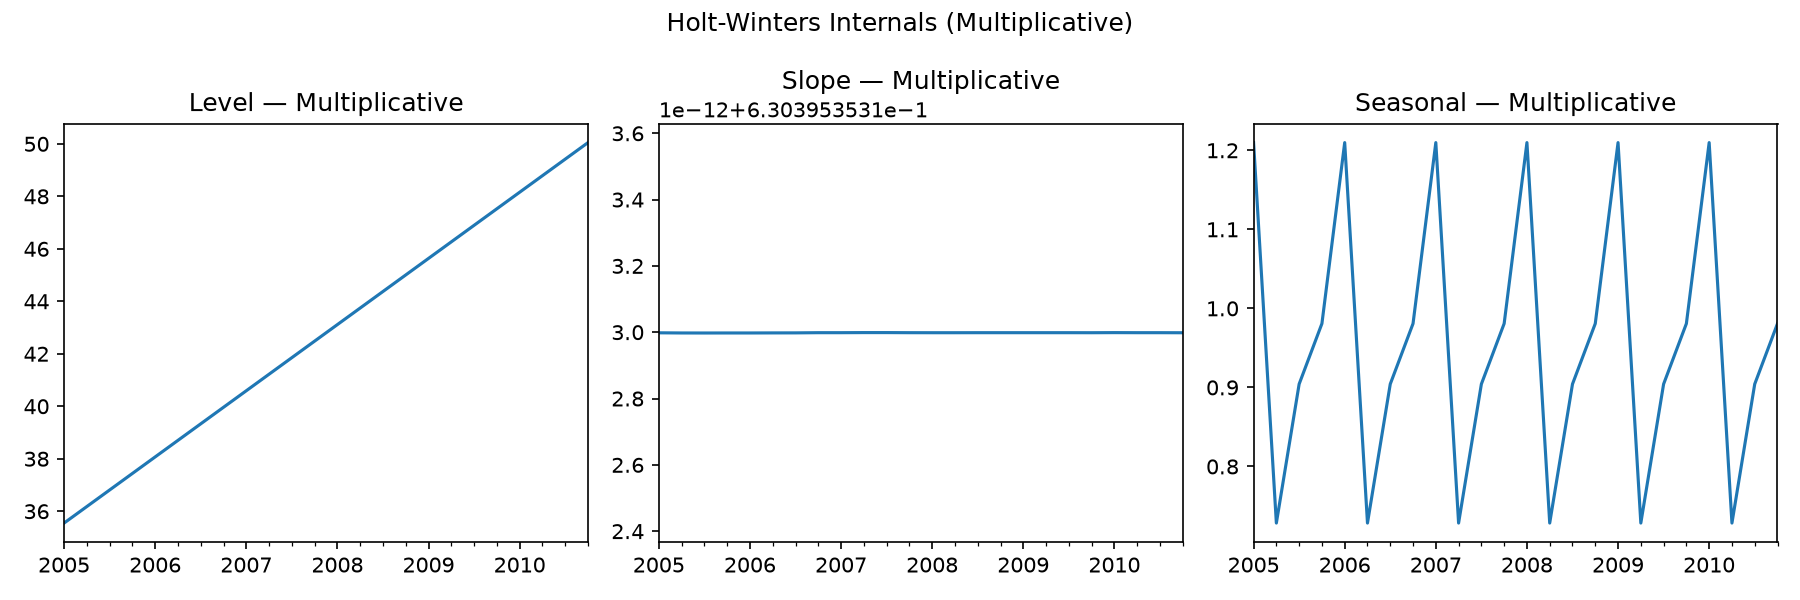 Holt-Winters Internals (Multiplicative)
Level — Multiplicative
50
48
46
44
42
40
38
36
2005 2006 2007 2008 2009 2010
Slope — Multiplicative
1e−12+6.303953531e−1
3.6
3.4
3.2
3.0
2.8
2.6
2.4
2005 2006 2007 2008 2009 2010
Seasonal — Multiplicative
1.2
1.1
1.0
0.9
0.8
2005 2006 2007 2008 2009 2010